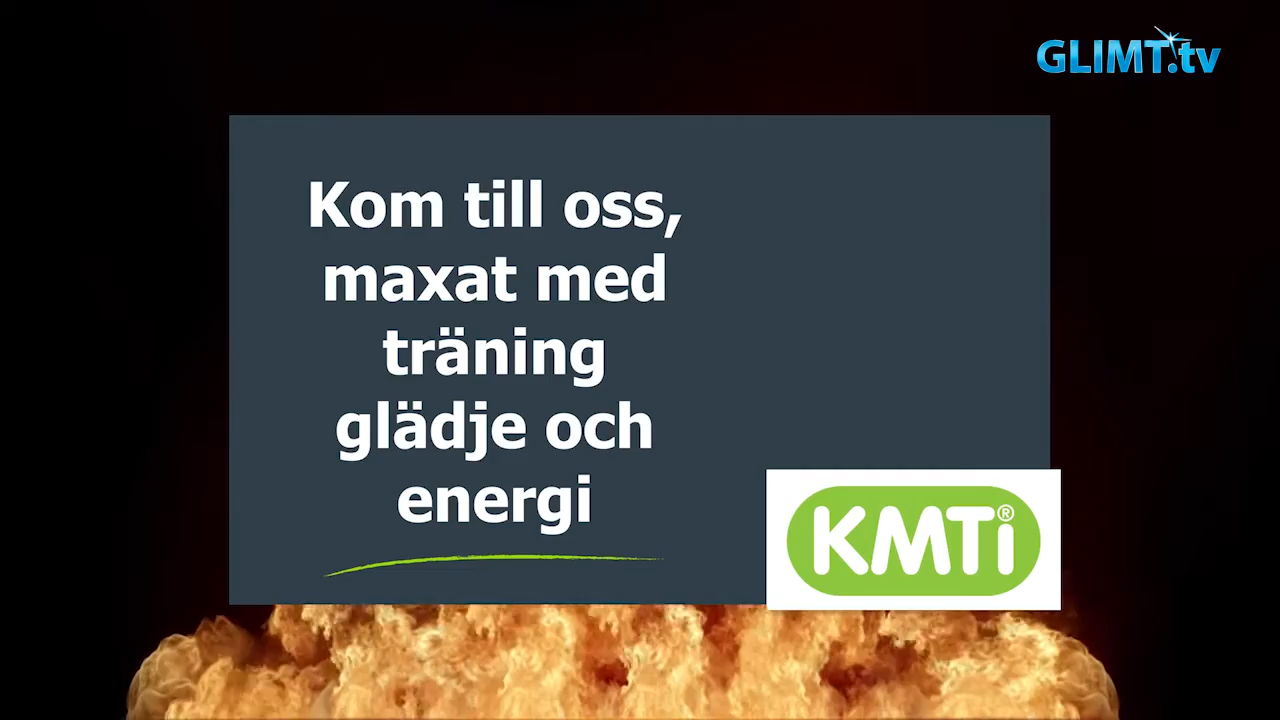 GLIMT.tv
Kom till oss,
maxat med
träning
glädje och
energi
KMTi®